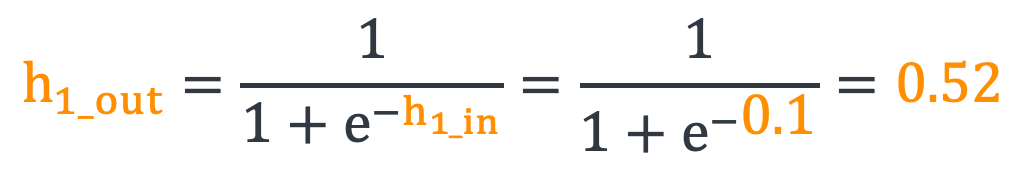 h₁_out = 1 / (1 + e^(−h₁_in)) = 1 / (1 + e^(−0.1)) = 0.52